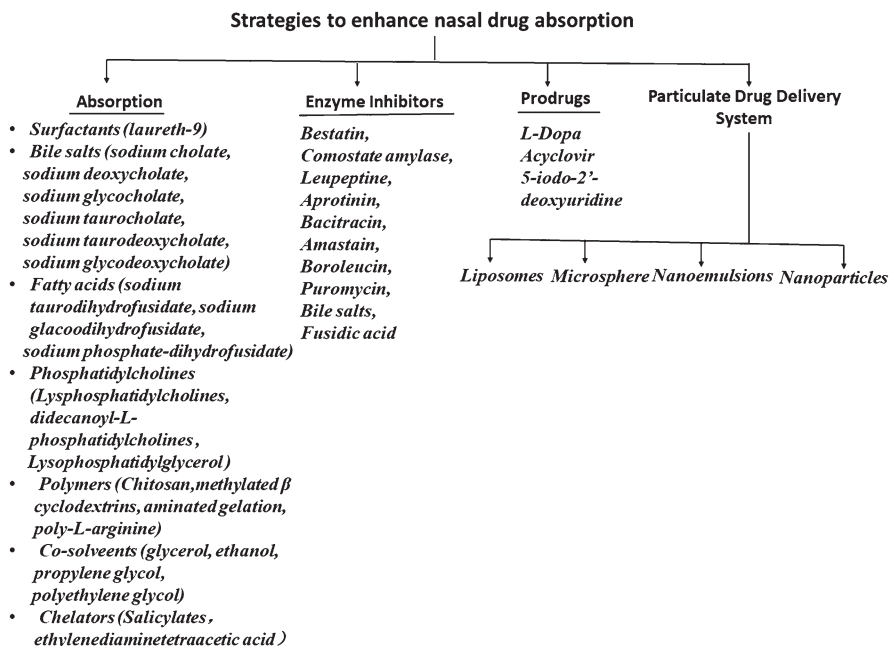 Strategies to enhance nasal drug absorption
Absorption
• Surfactants (laureth-9)
• Bile salts (sodium cholate,
sodium deoxycholate,
sodium glycocholate,
sodium taurocholate,
sodium taurodeoxycholate,
sodium glycodeoxycholate)
• Fatty acids (sodium
taurodihydrofusidate, sodium
glacoodihydrofusidate,
sodium phosphate-dihydrofusidate)
• Phosphatidylcholines
(Lysphosphatidylcholines,
didecanoyl-L-
phosphatidylcholines ,
Lysophosphatidylglycerol)
• Polymers (Chitosan,methylated β
cyclodextrins, aminated gelation,
poly-L-arginine)
• Co-solveents (glycerol, ethanol,
propylene glycol,
polyethylene glycol)
• Chelators (Salicylates，
ethylenediaminetetraacetic acid）
Enzyme Inhibitors
Bestatin,
Comostate amylase,
Leupeptine,
Aprotinin,
Bacitracin,
Amastain,
Boroleucin,
Puromycin,
Bile salts,
Fusidic acid
Prodrugs
L-Dopa
Acyclovir
5-iodo-2’-
deoxyuridine
Particulate Drug Delivery
System
Liposomes Microsphere Nanoemulsions Nanoparticles